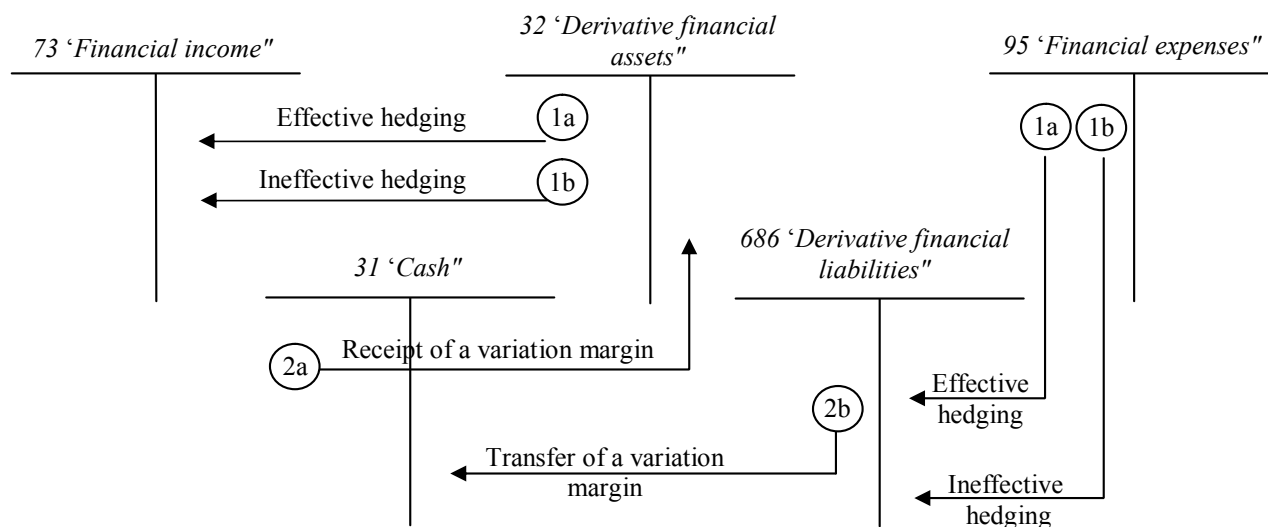 73 ‘Financial income"
32 ‘Derivative financial
assets"
95 ‘Financial expenses"
Effective hedging
1a
1a
1b
Ineffective hedging
1b
686 ‘Derivative financial
liabilities"
31 ‘Cash"
Receipt of a variation margin
2a
2b
Effective
hedging
Transfer of a variation
margin
Ineffective
hedging